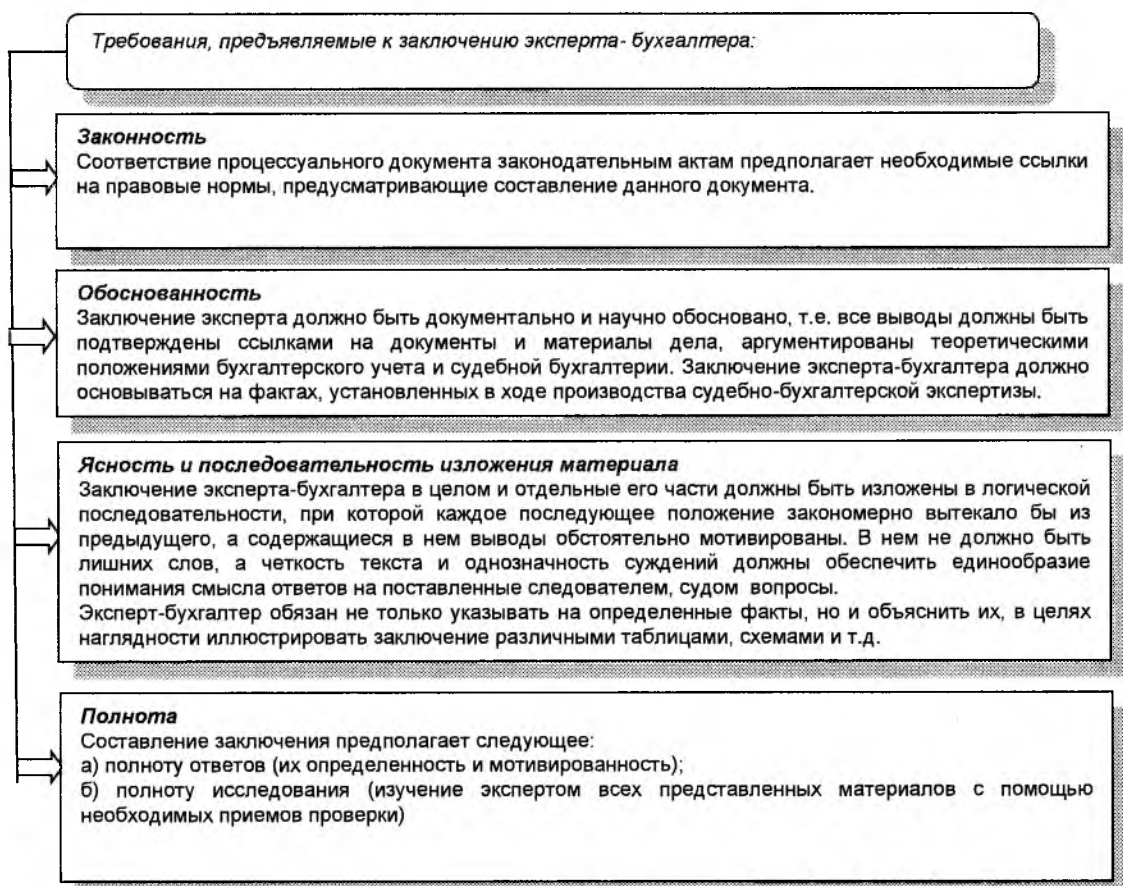 Требования, предъявляемые к заключению эксперта- бухгалтера:
Законность
Соответствие процессуального документа законодательным актам предполагает необходимые ссылки
на правовые нормы, предусматривающие составление данного документа.
Обоснованность
Заключение эксперта должно быть документально и научно обосновано, т.е. все выводы должны быть
подтверждены ссылками на документы и материалы дела, аргументированы теоретическими
положениями бухгалтерского учета и судебной бухгалтерии. Заключение эксперта-бухгалтера должно
основываться на фактах, установленных в ходе производства судебно-бухгалтерской экспертизы.
Ясность и последовательность изложения материала
Заключение эксперта-бухгалтера в целом и отдельные его части должны быть изложены в логической
последовательности, при которой каждое последующее положение закономерно вытекало бы из
предыдущего, а содержащиеся в нем выводы обстоятельно мотивированы. В нем не должно быть
лишних слов, а четкость текста и однозначность суждений должны обеспечить единообразие
понимания смысла ответов на поставленные следователем, судом вопросы.
Эксперт-бухгалтер обязан не только указывать на определенные факты, но и объяснить их, в целях
наглядности иллюстрировать заключение различными таблицами, схемами и т.д.
Полнота
Составление заключения предполагает следующее:
а) полноту ответов (их определенность и мотивированность);
б) полноту исследования (изучение экспертом всех представленных материалов с помощью
необходимых приемов проверки)